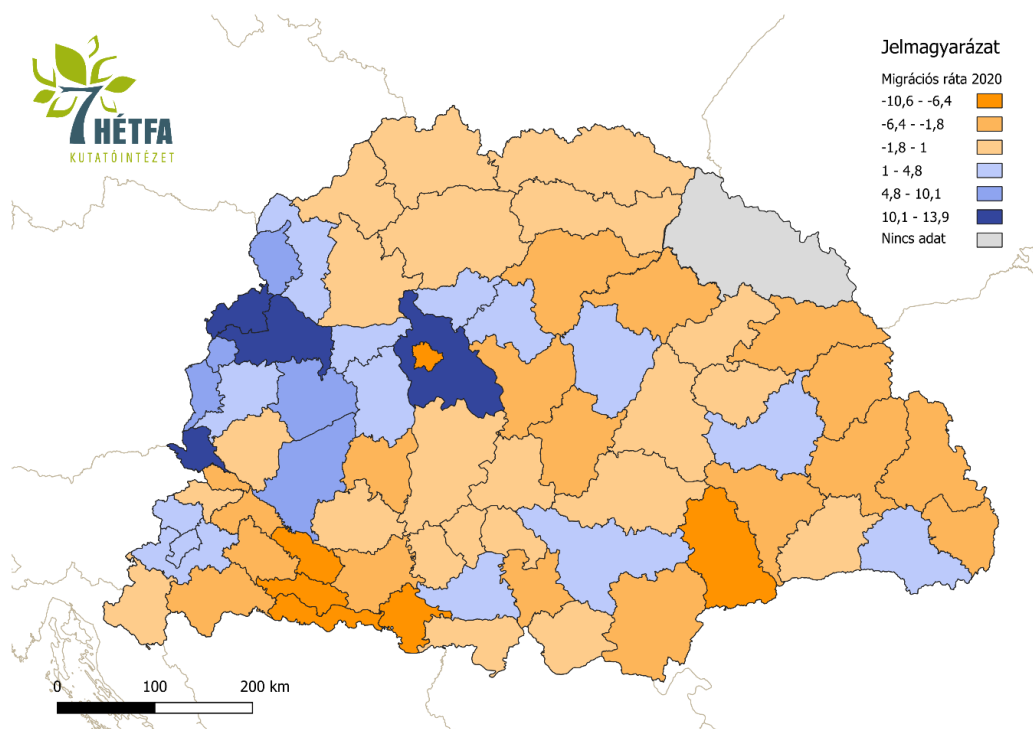 7 HÉTFA
KUTATÓINTÉZET
Jelmagyarázat
Migrációs ráta 2020
-10,6 - -6,4
-6,4 - -1,8
-1,8 - 1
1 - 4,8
4,8 - 10,1
10,1 - 13,9
Nincs adat
0 100 200 km